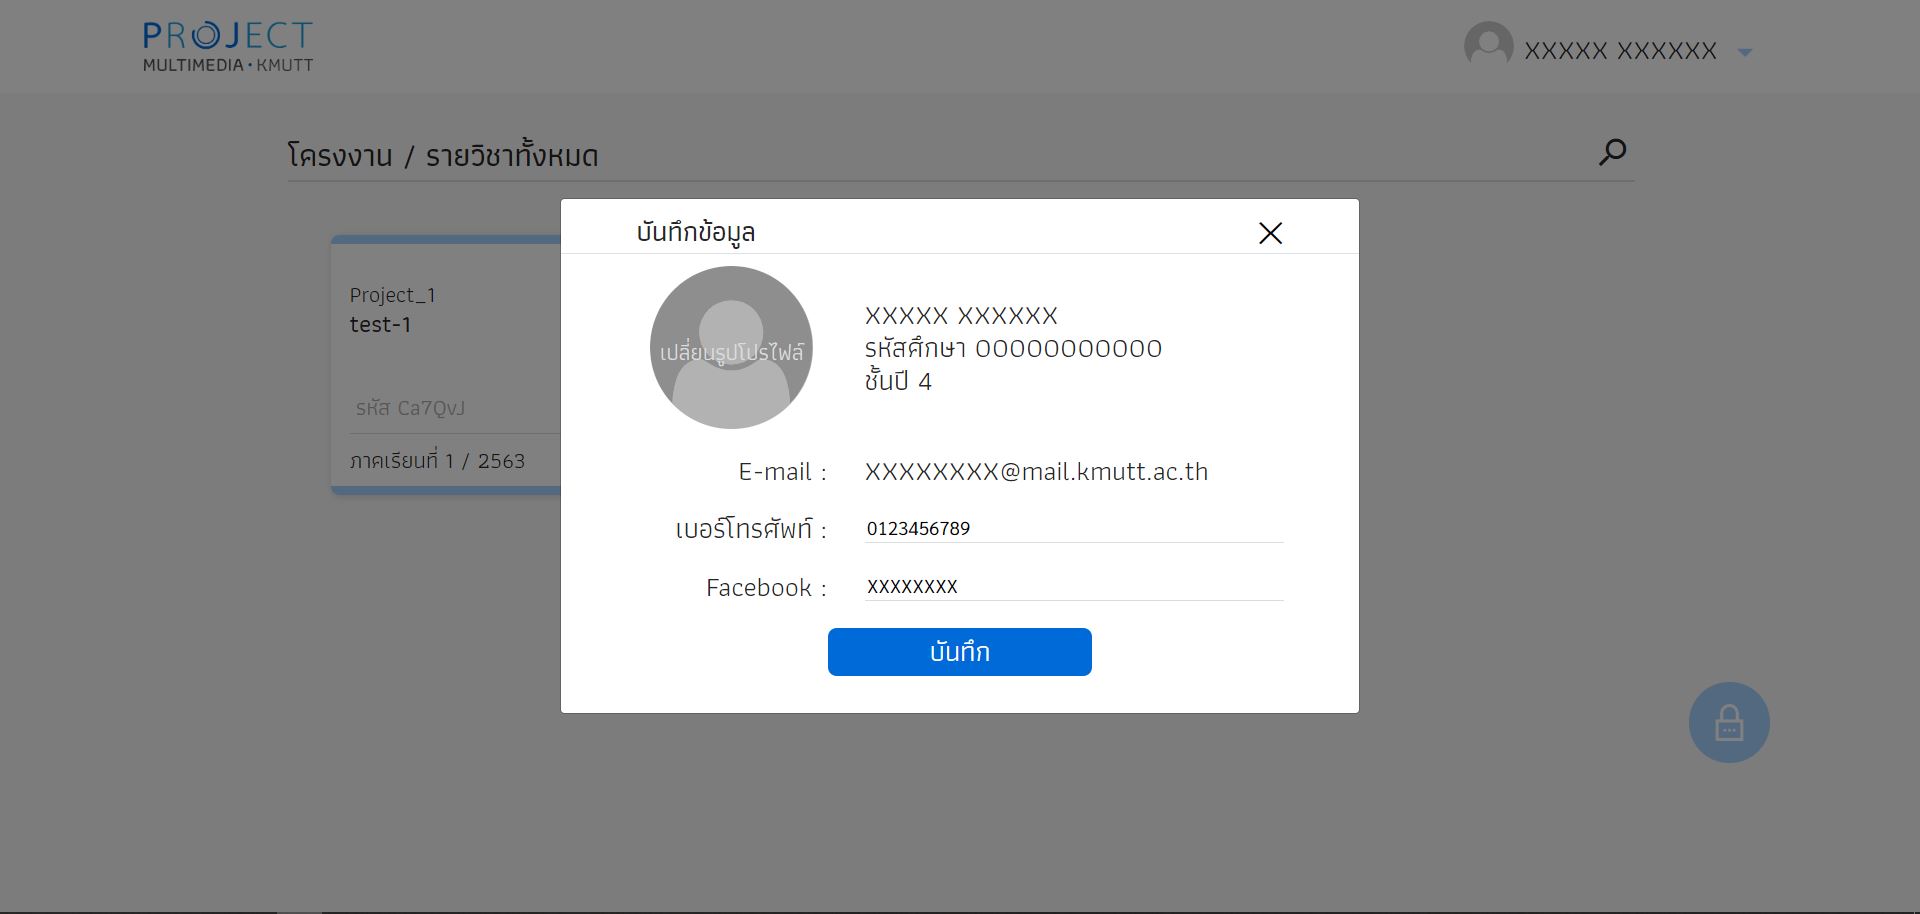 PROJECT
MULTIMEDIA • KMUTT
XXXXX XXXXXX
โครงงาน / รายวิชาทั้งหมด
Project_1
test-1
รหัส Ca7QvJ
ภาคเรียนที่ 1 / 2563
บันทึกข้อมูล
เปลี่ยนรูปโปรไฟล์
XXXXX XXXXXX
รหัสศึกษา 00000000000
ชั้นปี 4
E-mail : XXXXXXXX@mail.kmutt.ac.th
เบอร์โทรศัพท์ : 0123456789
Facebook : XXXXXXXX
บันทึก